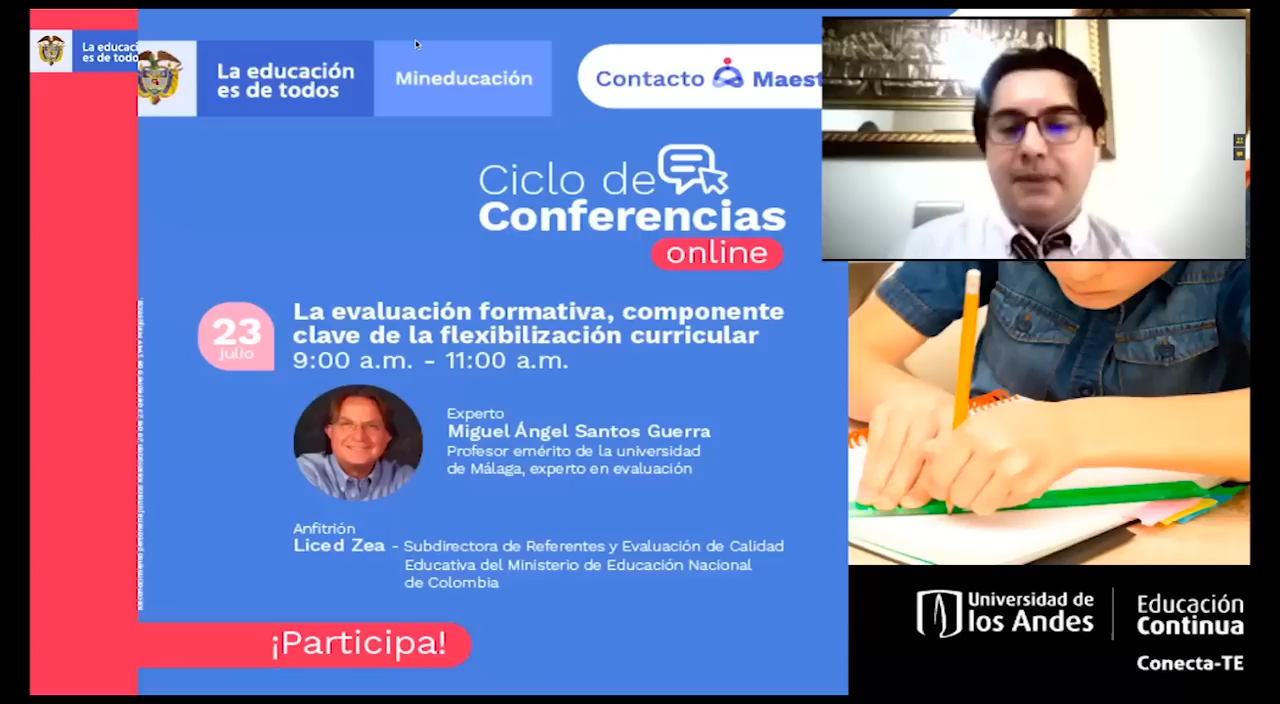 La educaci
es de todo
La educación
es de todos
Mineducación
Contacto Maest
Ciclo de
Conferencias
online
23
julio
La evaluación formativa, componente
clave de la flexibilización curricular
9:00 a.m. - 11:00 a.m.
Experto
Miguel Ángel Santos Guerra
Profesor emérito de la universidad
de Málaga, experto en evaluación
Anfitrión
Liced Zea - Subdirectora de Referentes y Evaluación de Calidad
Educativa del Ministerio de Educación Nacional
de Colombia
¡Participa!
Universidad de
los Andes
Educación
Continua
Conecta-TE